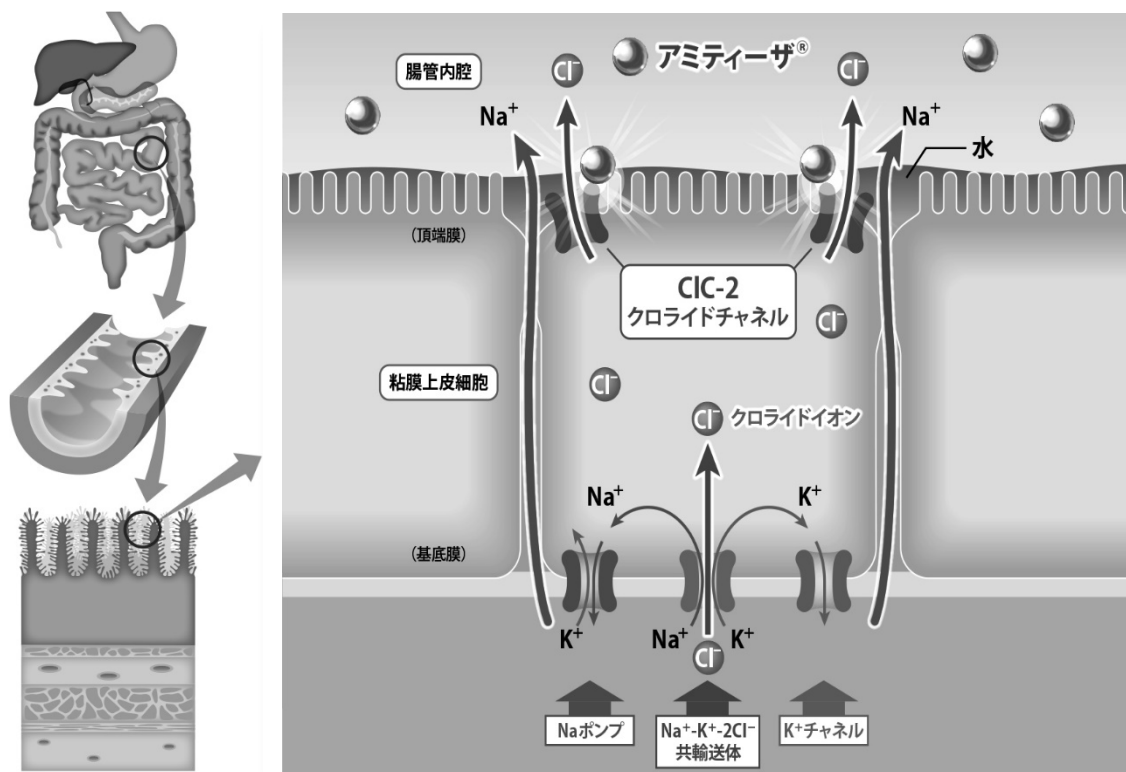 アミティーザ®
腸管内腔
Cl⁻
Cl⁻
Na⁺
Na⁺
水
(頂端膜)
ClC-2
クロライドチャネル
Cl⁻
粘膜上皮細胞
Cl⁻
Cl⁻ クロライドイオン
Na⁺
K⁺
(基底膜)
K⁺
Na⁺
K⁺
Cl⁻
Naポンプ
Na⁺-K⁺-2Cl⁻
共輸送体
K⁺チャネル